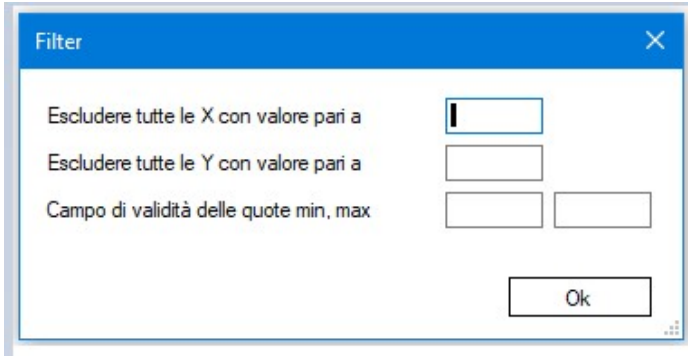 Filter
Escludere tutte le X con valore pari a
Escludere tutte le Y con valore pari a
Campo di validità delle quote min, max
Ok